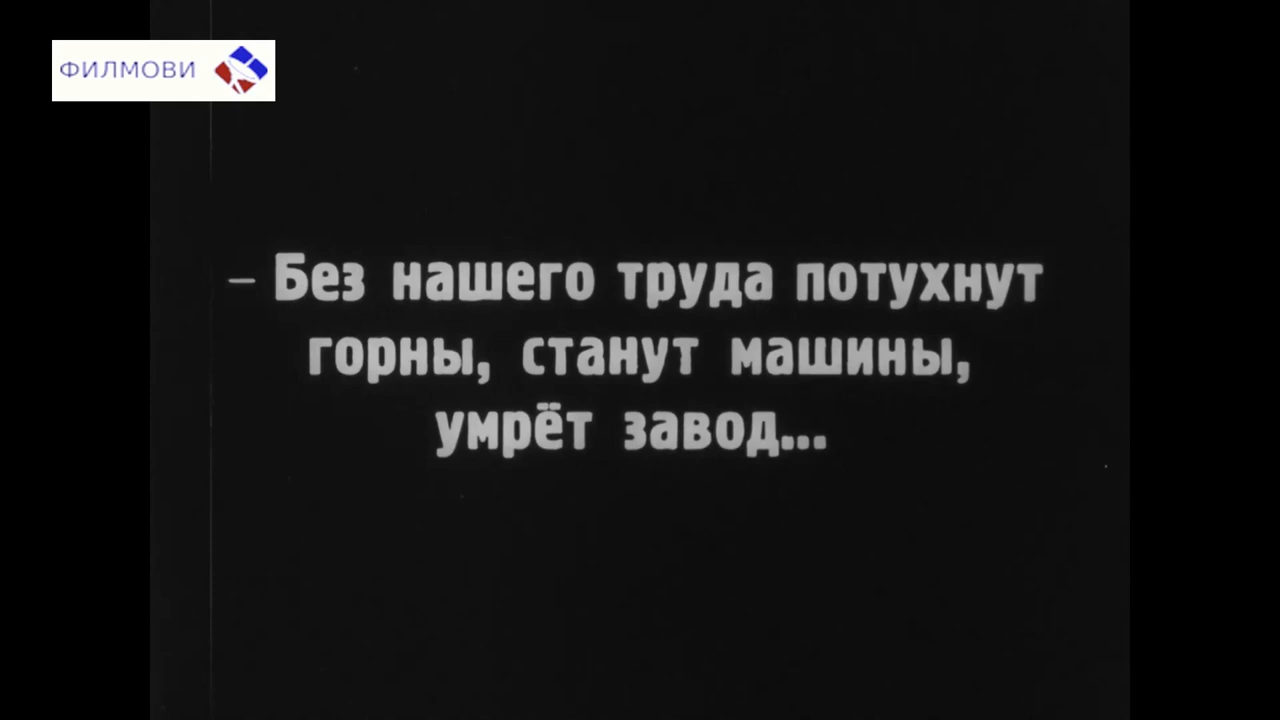 ФИЛМОВИ
– Без нашего труда потухнут
горны, станут машины,
умрёт завод...